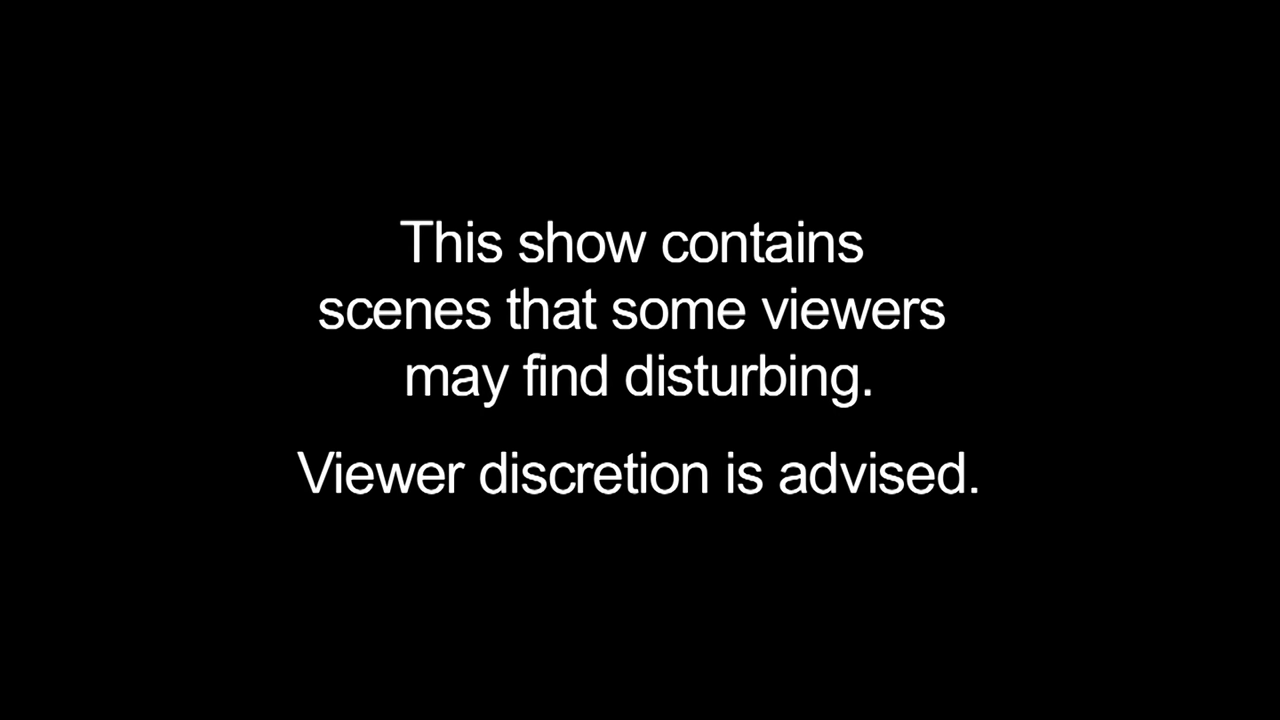 This show contains
scenes that some viewers
may find disturbing.
Viewer discretion is advised.